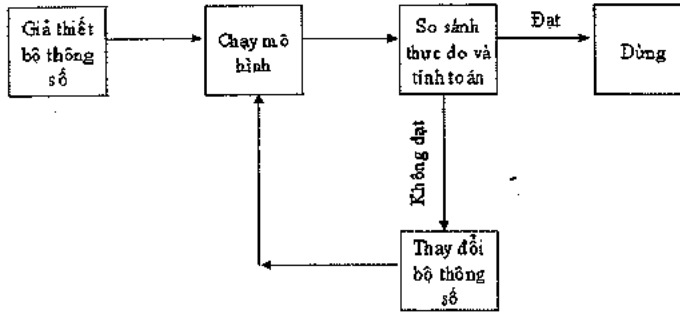 Giả thiết
bộ thông
số
Chạy mô
hình
So sánh
thực đo và
tính toán
Đạt
Dừng
Không đạt
Thay đổi
bộ thông
số